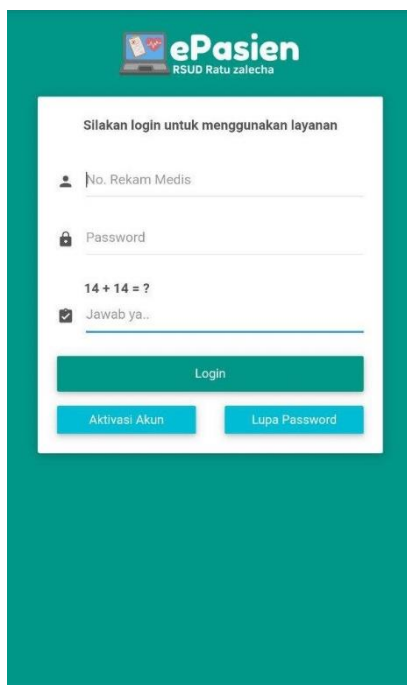 ePasien
RSUD Ratu zalecha
Silakan login untuk menggunakan layanan
No. Rekam Medis
Password
14 + 14 = ?
Jawab ya..
Login
Aktivasi Akun Lupa Password